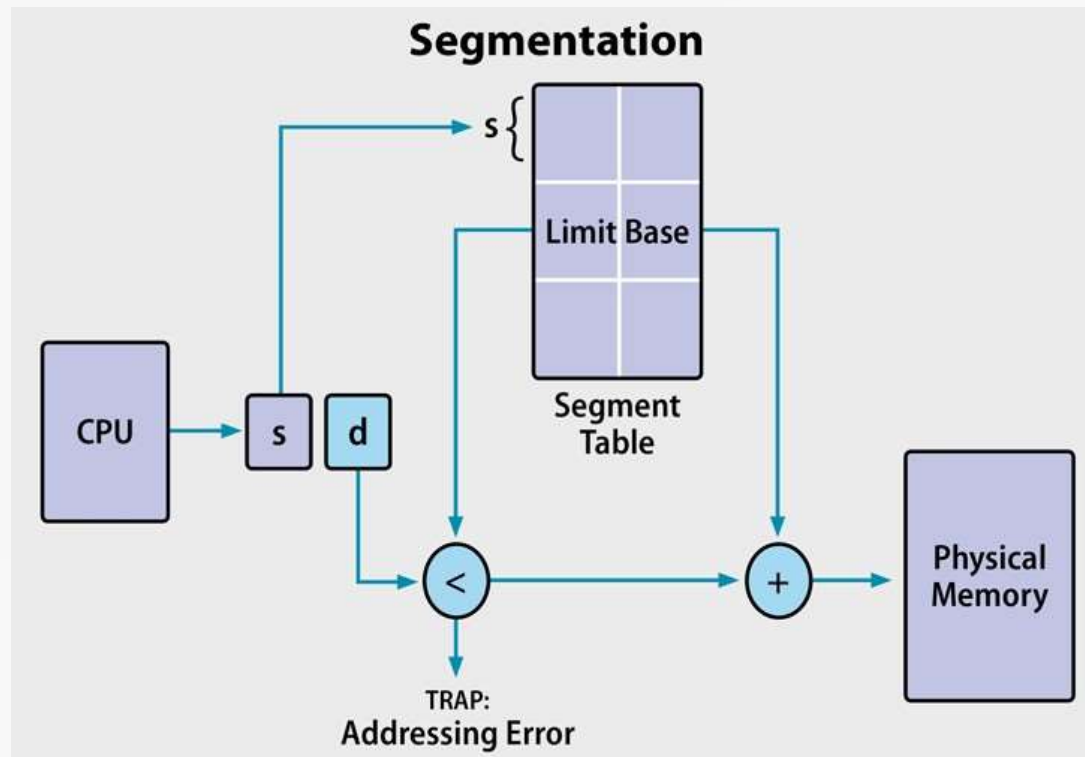 Segmentation
s
Limit Base
Segment
Table
CPU
s
d
<
+
Physical
Memory
TRAP:
Addressing Error